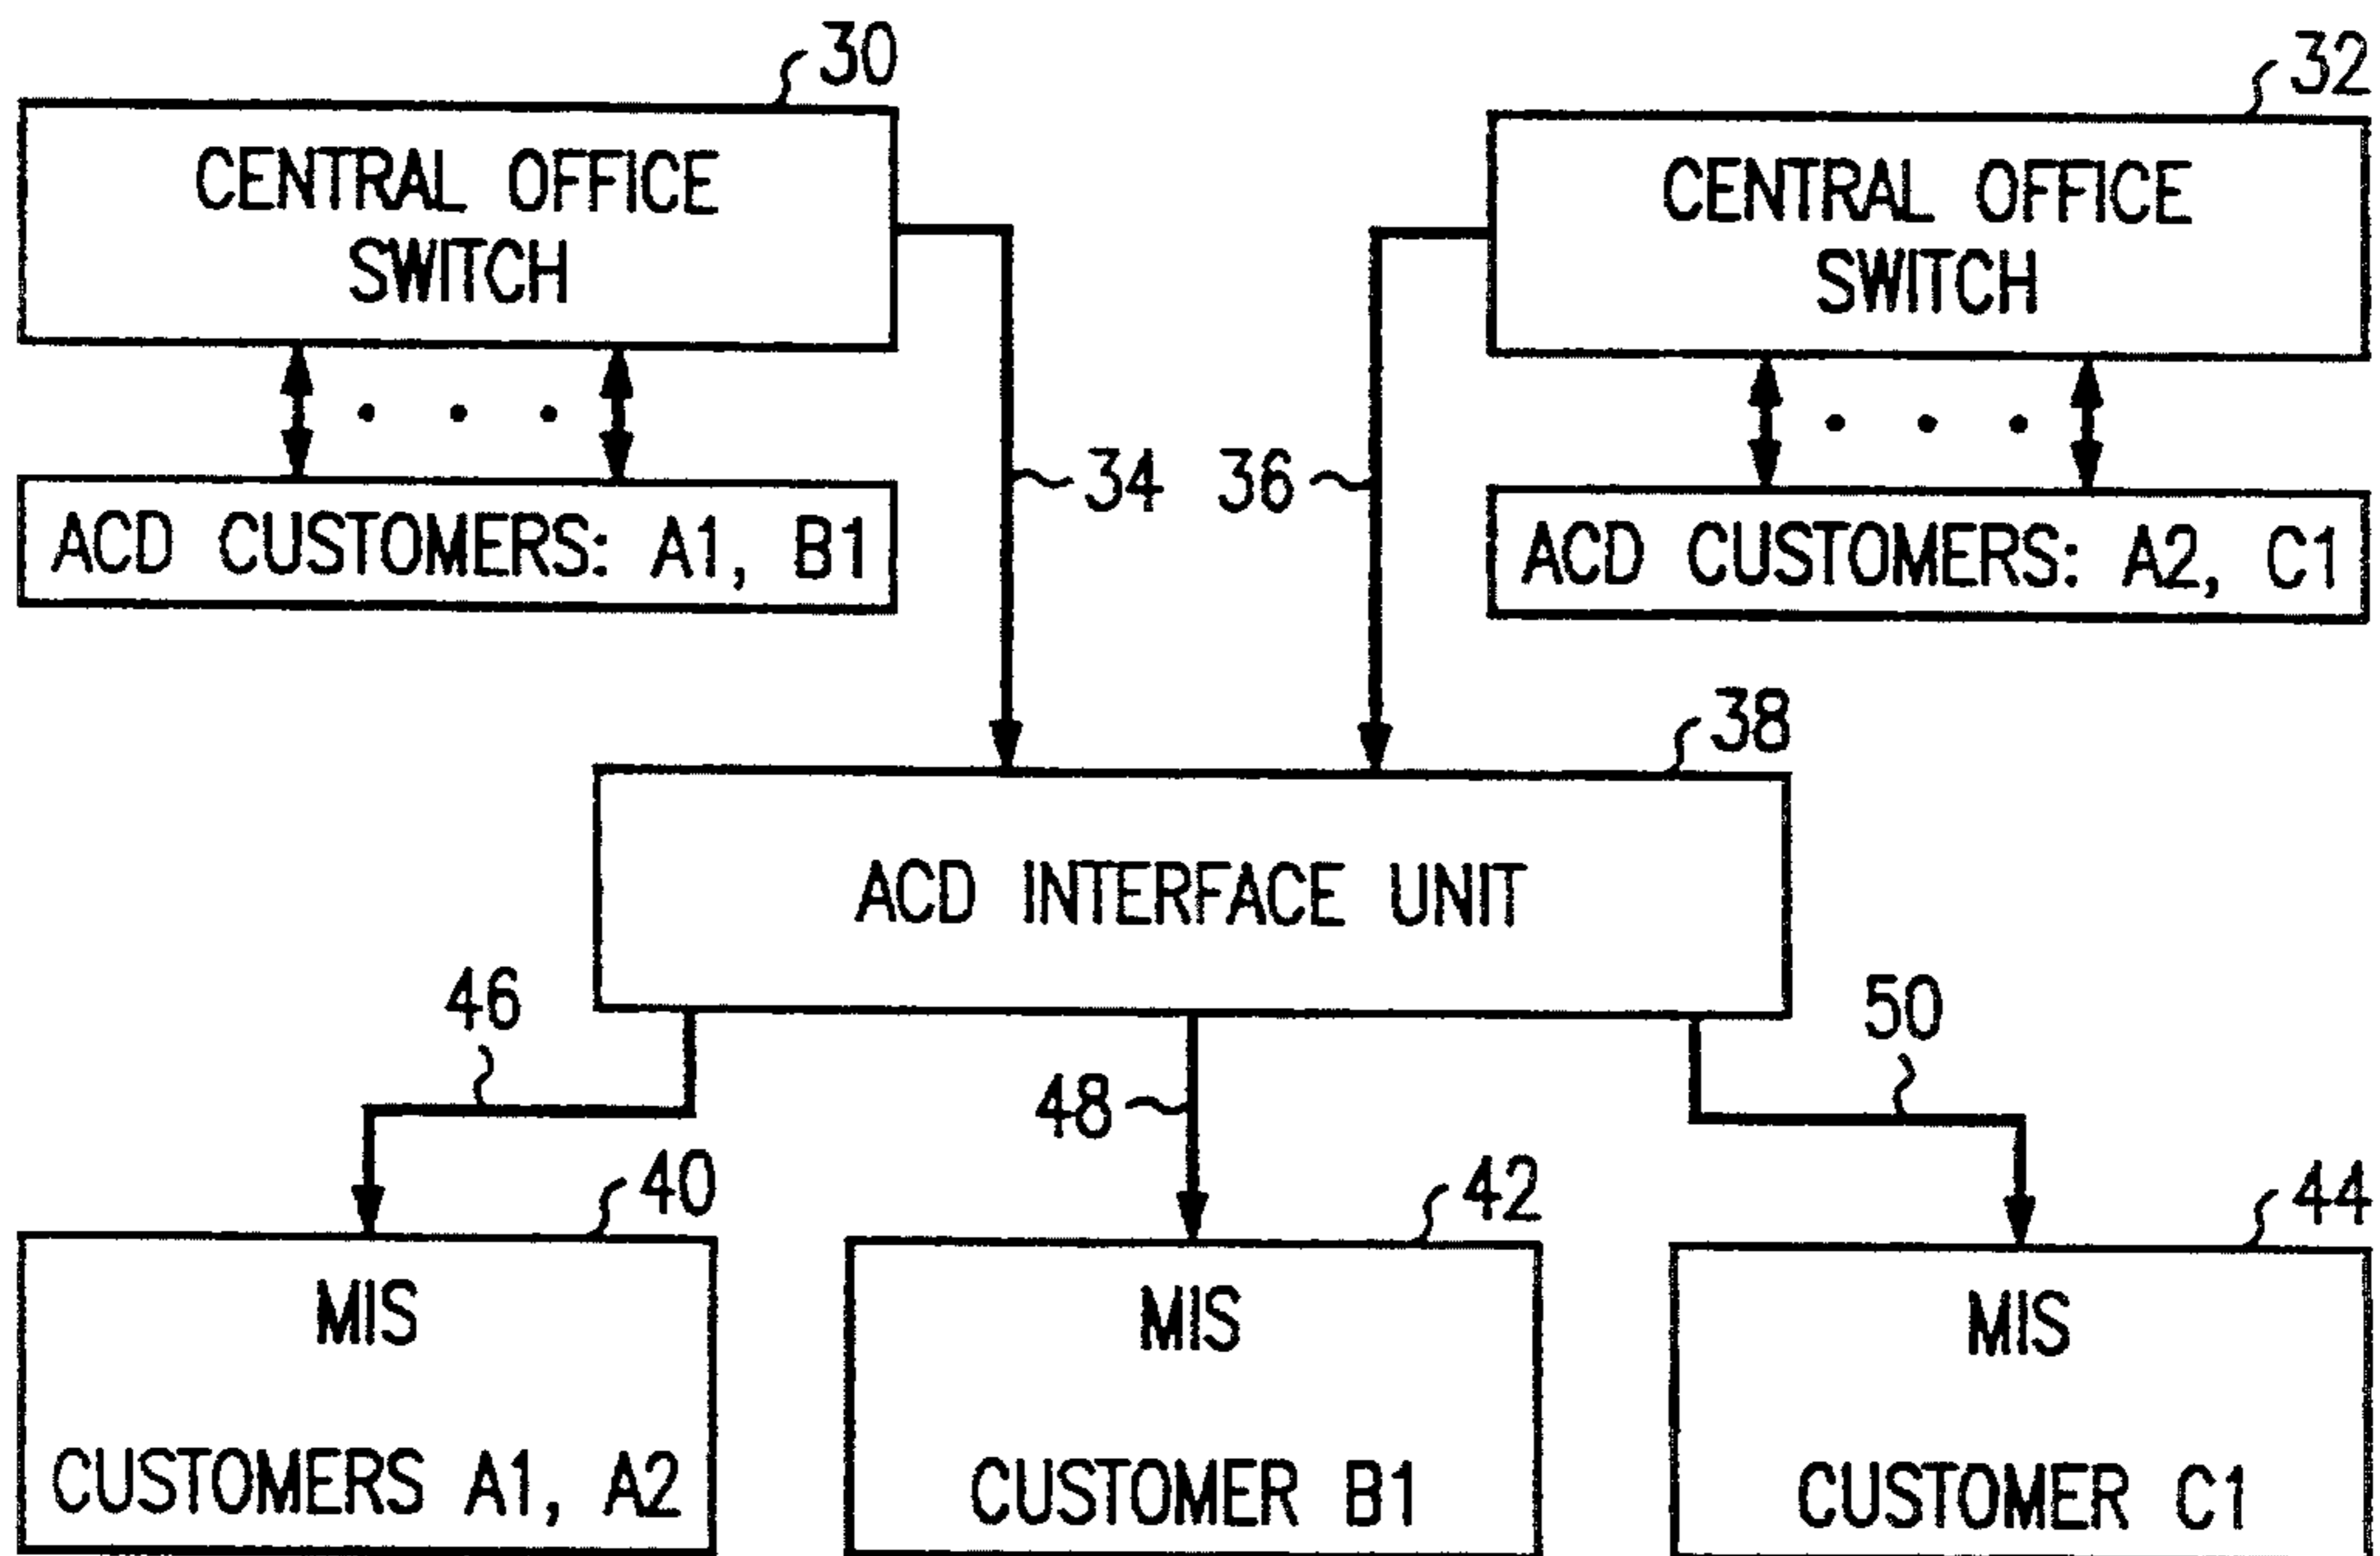 30
CENTRAL OFFICE
SWITCH
32
CENTRAL OFFICE
SWITCH
ACD CUSTOMERS: A1, B1
34
36
ACD CUSTOMERS: A2, C1
38
ACD INTERFACE UNIT
46
48
50
40
MIS
CUSTOMERS A1, A2
42
MIS
CUSTOMER B1
44
MIS
CUSTOMER C1